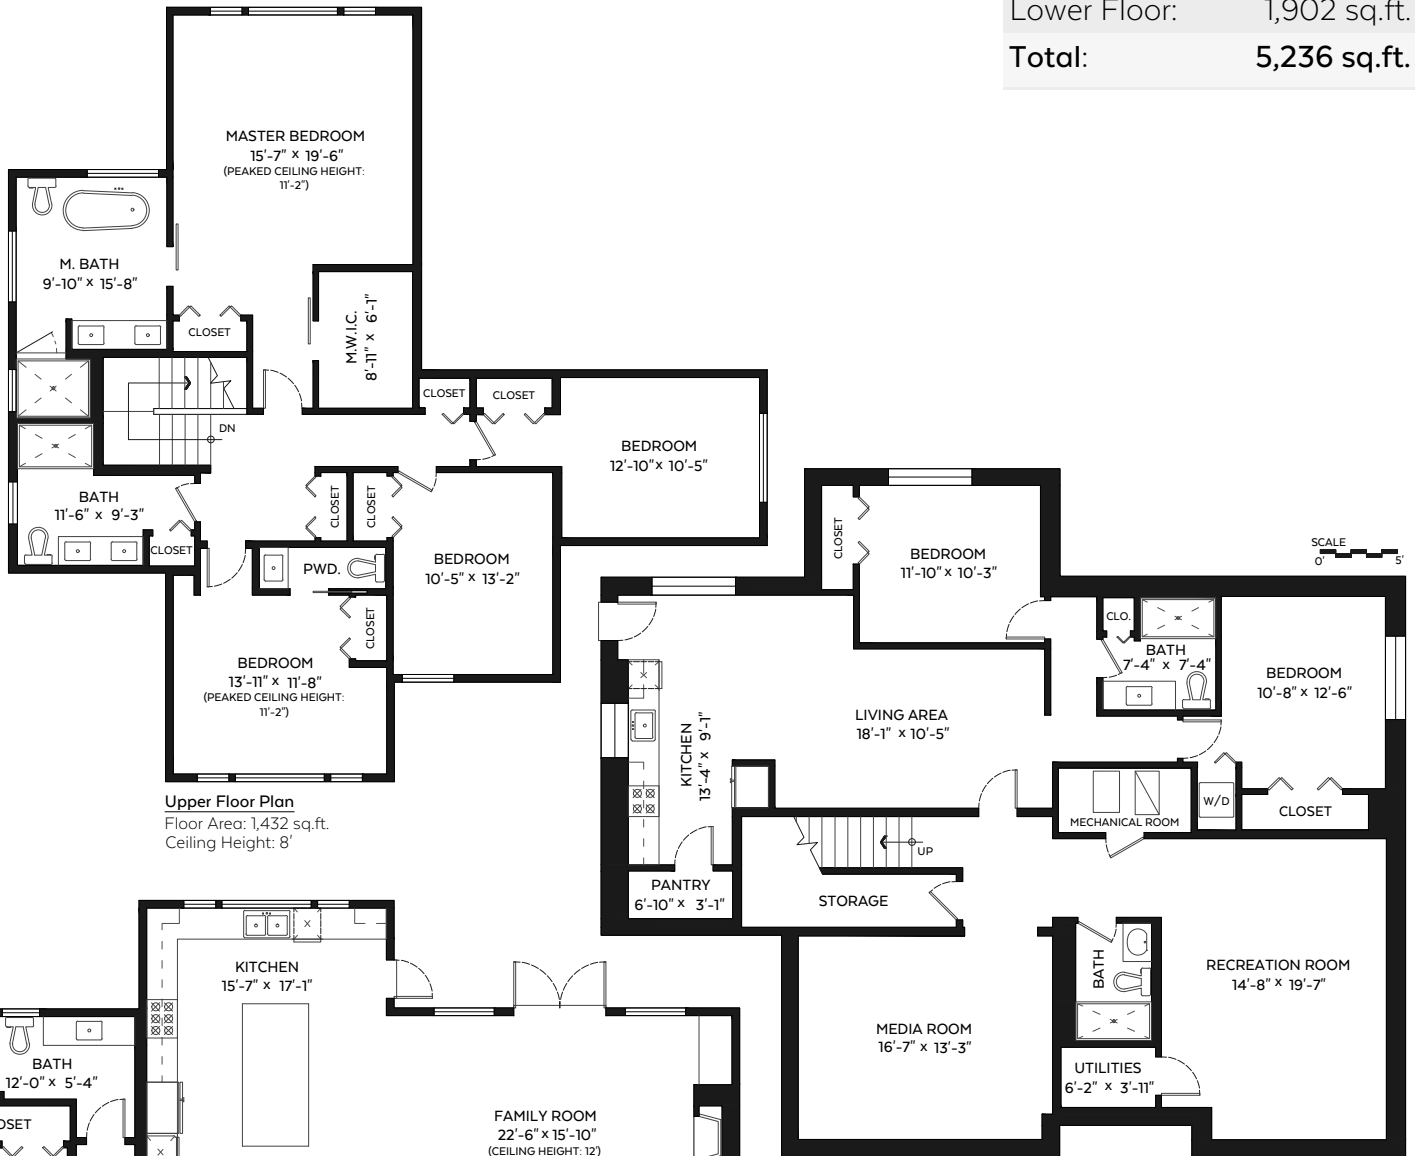 Lower Floor: 1,902 sq.ft.
Total: 5,236 sq.ft.
MASTER BEDROOM
15'-7" x 19'-6"
(PEAKED CEILING HEIGHT:
11'-2")
M. BATH
9'-10" x 15'-8"
CLOSET
M.W.I.C.
8'-11" x 6'-1"
CLOSET
CLOSET
DN
BEDROOM
12'-10" x 10'-5"
BATH
11'-6" x 9'-3"
CLOSET
CLOSET
CLOSET
PWD.
BEDROOM
10'-5" x 13'-2"
CLOSET
BEDROOM
13'-11" x 11'-8"
(PEAKED CEILING HEIGHT:
11'-2")
Upper Floor Plan
Floor Area: 1,432 sq.ft.
Ceiling Height: 8'
SCALE
0' 5'
CLOSET
BEDROOM
11'-10" x 10'-3"
CLO.
BATH
7'-4" x 7'-4"
BEDROOM
10'-8" x 12'-6"
LIVING AREA
18'-1" x 10'-5"
KITCHEN
13'-4" x 9'-1"
W/D
CLOSET
MECHANICAL ROOM
UP
PANTRY
6'-10" x 3'-1"
STORAGE
BATH
RECREATION ROOM
14'-8" x 19'-7"
MEDIA ROOM
16'-7" x 13'-3"
UTILITIES
6'-2" x 3'-11"
KITCHEN
15'-7" x 17'-1"
BATH
12'-0" x 5'-4"
OSET
FAMILY ROOM
22'-6" x 15'-10"
(CEILING HEIGHT: 12')